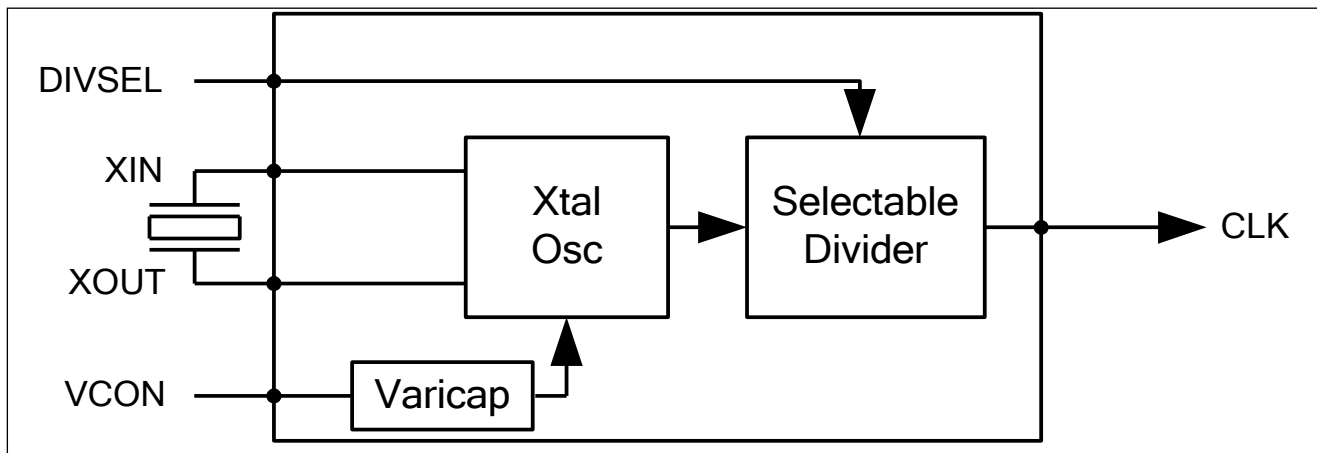 DIVSEL
XIN
XOUT
VCON
Xtal
Osc
Varicap
Selectable
Divider
CLK